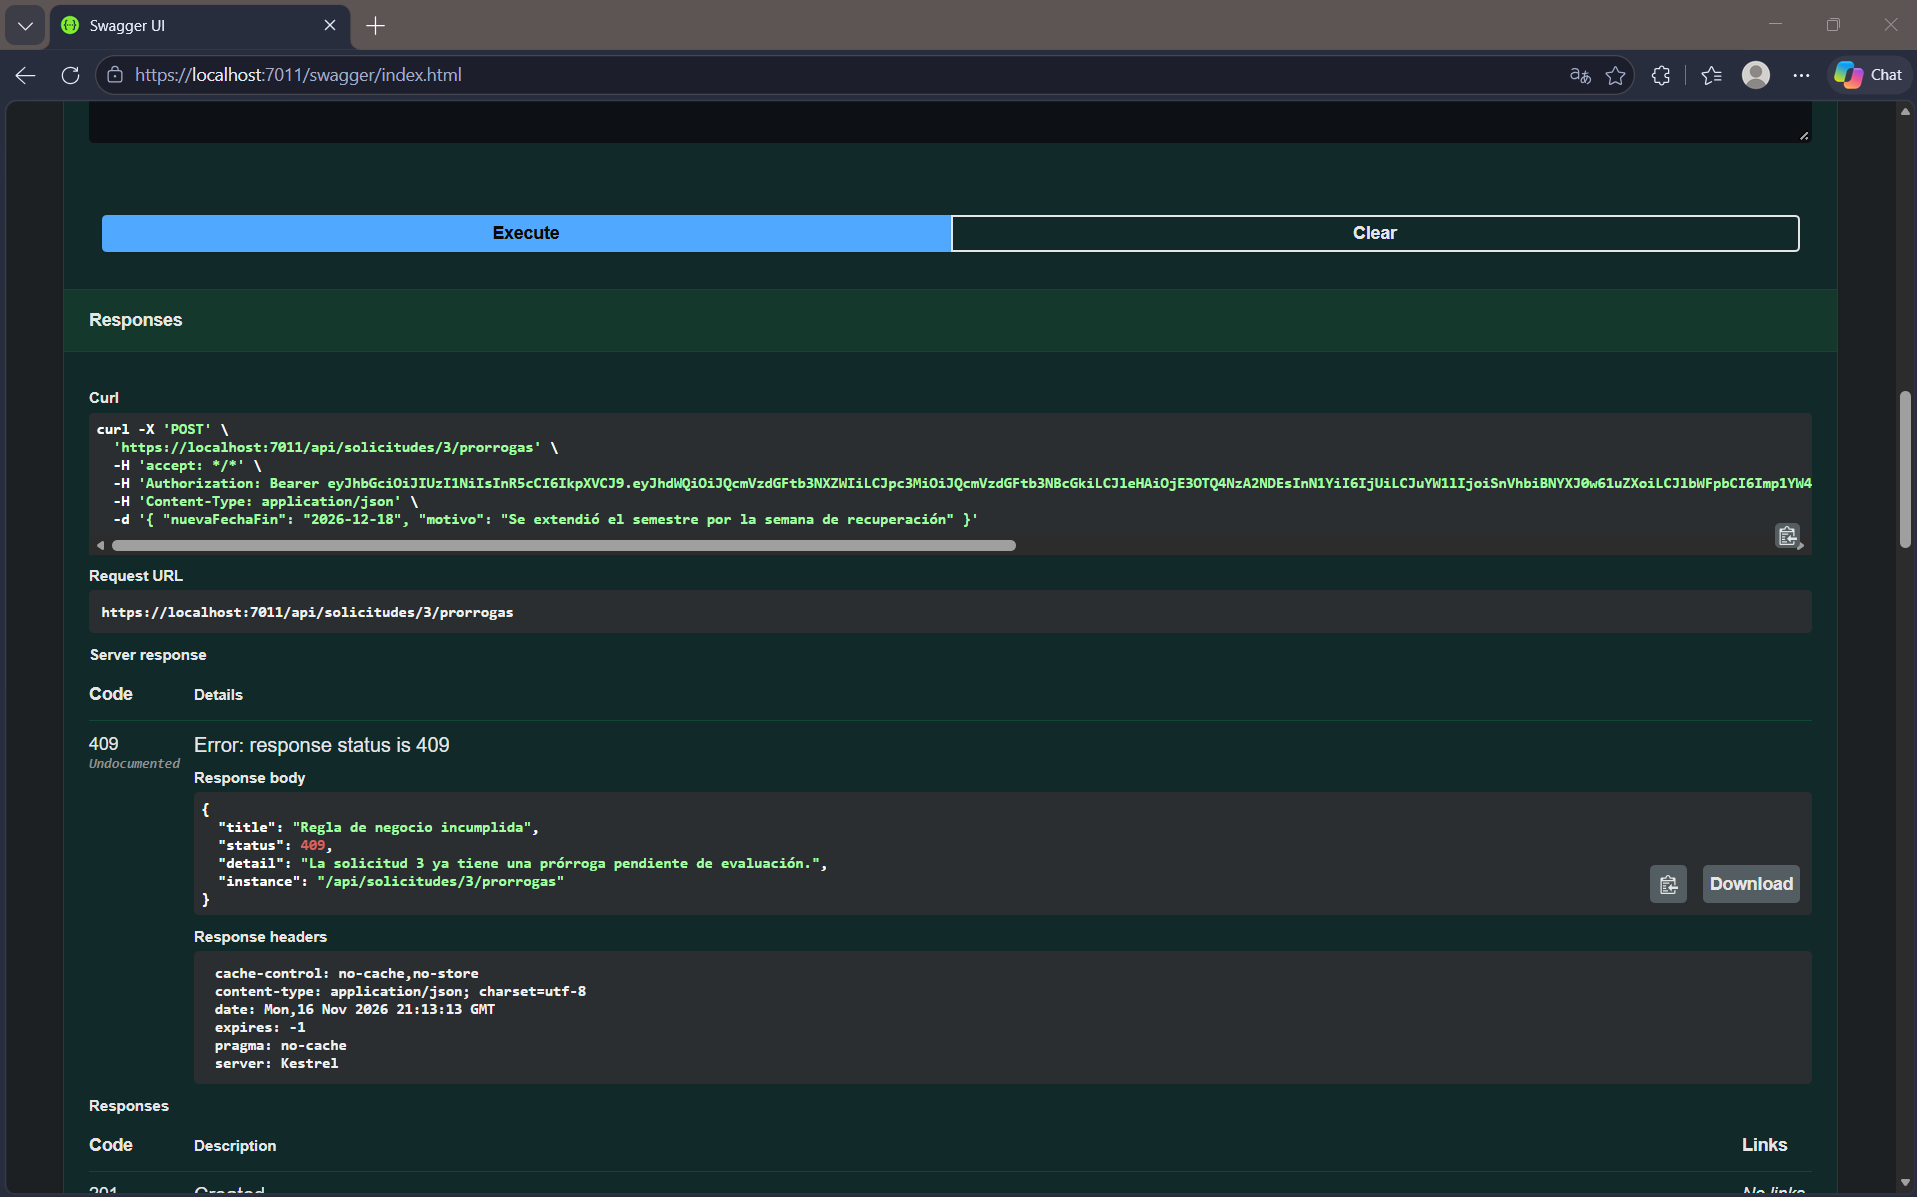 Swagger UI
https://localhost:7011/swagger/index.html
Chat
Execute
Clear
Responses
Curl
curl -X 'POST' \
'https://localhost:7011/api/solicitudes/3/prorrogas' \
-H 'accept: */*' \
-H 'Authorization: Bearer eyJhbGciOiJIUzI1NiIsInR5cCI6IkpXVCJ9.eyJhdWQiOiJQcmVzdGFtb3NXZWIiLCJpc3MiOiJQcmVzdGFtb3NBcGkiLCJleHAiOjE3OTQ4NzA2NDEsInN1YiI6IjUiLCJuYW1lIjoiSnVhbiBNYXJ0w61uZXoiLCJlbWFpbCI6Imp1YW4
-H 'Content-Type: application/json' \
-d '{ "nuevaFechaFin": "2026-12-18", "motivo": "Se extendió el semestre por la semana de recuperación" }'
Request URL
https://localhost:7011/api/solicitudes/3/prorrogas
Server response
Code Details
409 Error: response status is 409
Undocumented
Response body
{
"title": "Regla de negocio incumplida",
"status": 409,
"detail": "La solicitud 3 ya tiene una prórroga pendiente de evaluación.",
"instance": "/api/solicitudes/3/prorrogas"
}
Download
Response headers
cache-control: no-cache,no-store
content-type: application/json; charset=utf-8
date: Mon,16 Nov 2026 21:13:13 GMT
expires: -1
pragma: no-cache
server: Kestrel
Responses
Code Description Links
201 Created No links